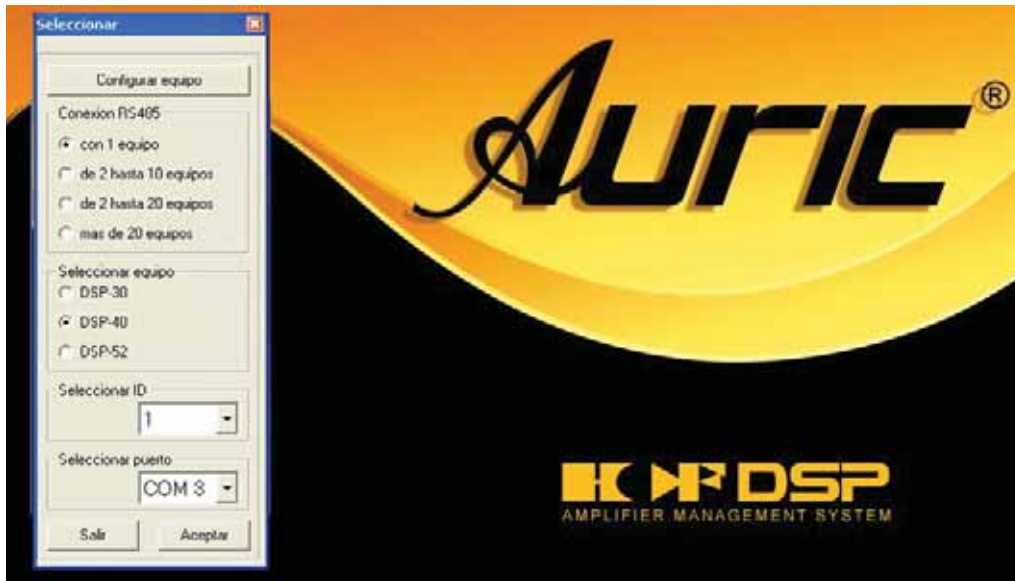 Seleccionar
Configurar equipo
Conexion RS485
con 1 equipo
de 2 hasta 10 equipos
de 2 hasta 20 equipos
mas de 20 equipos
Seleccionar equipo
DSP-30
DSP-40
DSP-52
Seleccionar ID
1
Seleccionar puerto
COM 3
Salir
Aceptar
Auric®
DSP
AMPLIFIER MANAGEMENT SYSTEM